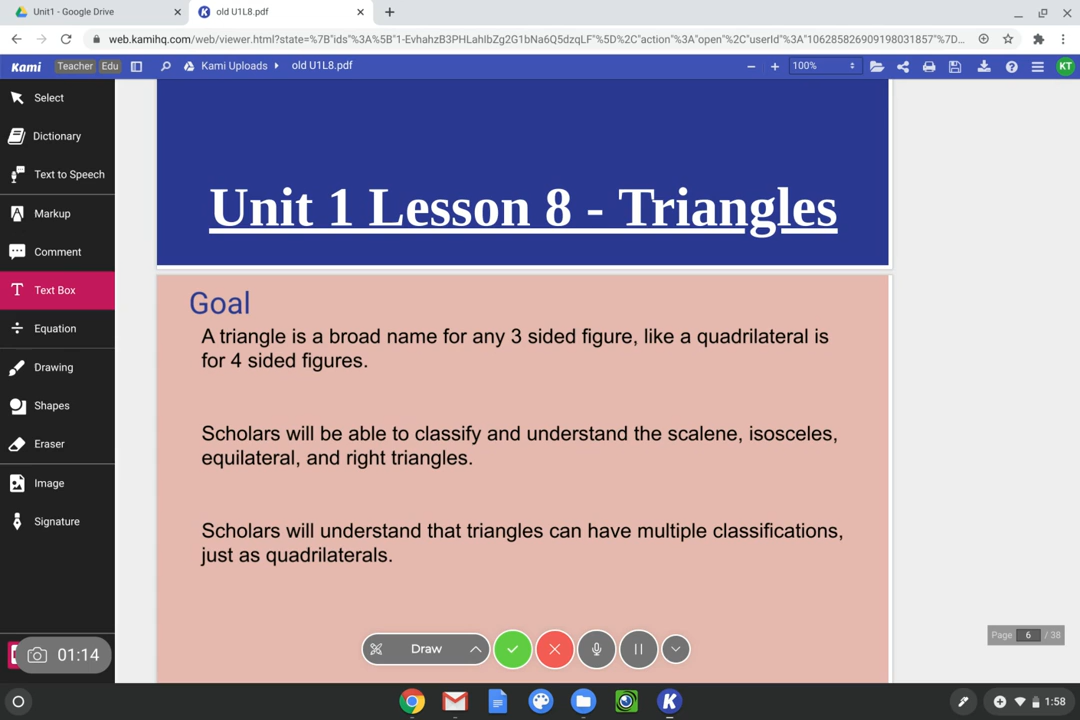 Unit1 - Google Drive
old U1L8.pdf
web.kamihq.com/web/viewer.html?state=%7B"ids"%3A%5B"1-EvhahzB3PHLahIbZg2G1bNa6Q5dzqLF"%5D%2C"action"%3A"open"%2C"userId"%3A"106285826909198031857"%7D...
Kami Teacher Edu Kami Uploads old U1L8.pdf 100% KT
Select
Dictionary
Text to Speech
Markup
Comment
Text Box
Equation
Drawing
Shapes
Eraser
Image
Signature
Unit 1 Lesson 8 - Triangles
Goal
A triangle is a broad name for any 3 sided figure, like a quadrilateral is
for 4 sided figures.
Scholars will be able to classify and understand the scalene, isosceles,
equilateral, and right triangles.
Scholars will understand that triangles can have multiple classifications,
just as quadrilaterals.
Page 6 / 38
01:14
Draw
1:58